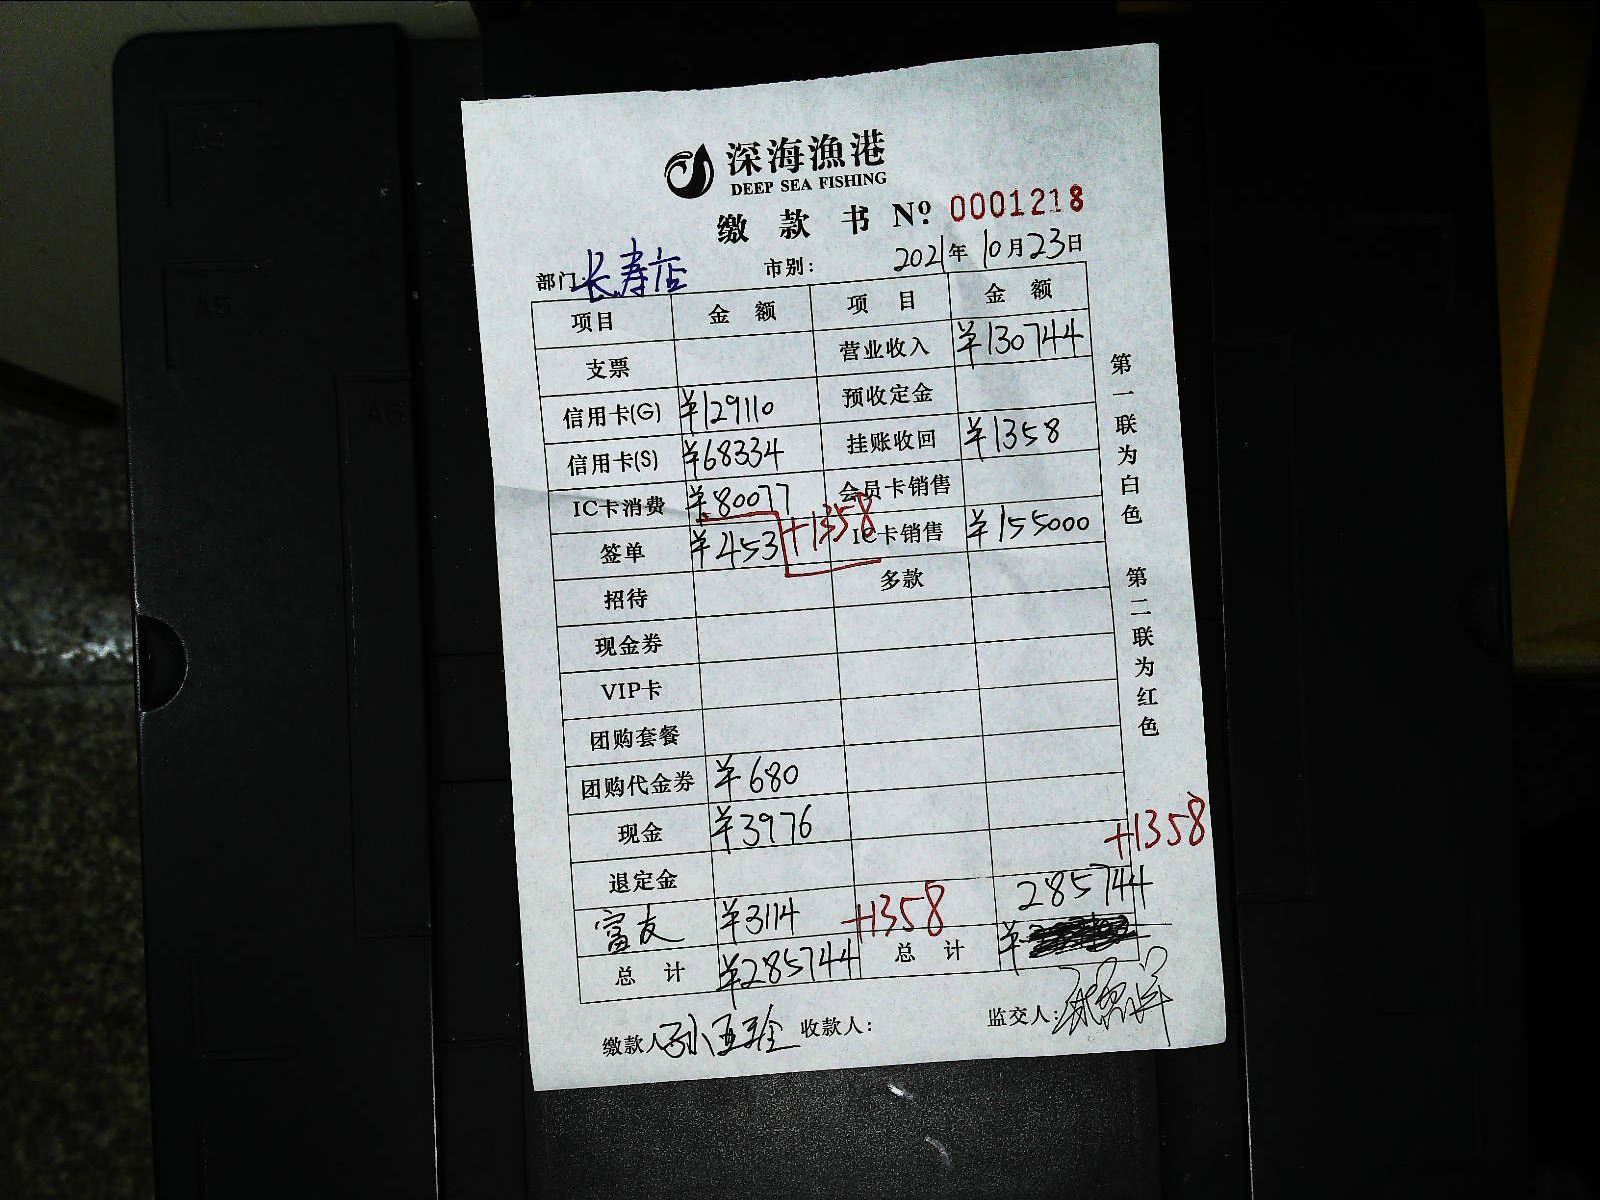 深海渔港
DEEP SEA FISHING
缴款书 Nº. 0001218
部门: 长寿店 市别: 2021年10月23日
项目 金额 项目 金额
支票 营业收入 ¥130744
信用卡(G) ¥129110 预收定金
信用卡(S) ¥68334 挂账收回 ¥1358
IC卡消费 ¥80077 会员卡销售
签单 ¥453 +1358 IC卡销售 ¥155000
招待 多款
现金券
VIP卡
团购套餐
团购代金券 ¥680
现金 ¥3976
+1358
退定金 285744
富友 ¥3114 +1358
总计 ¥285744 总计 ¥
缴款人 收款人: 监交人:
第一联为白色 第二联为红色
A4
A5
A6